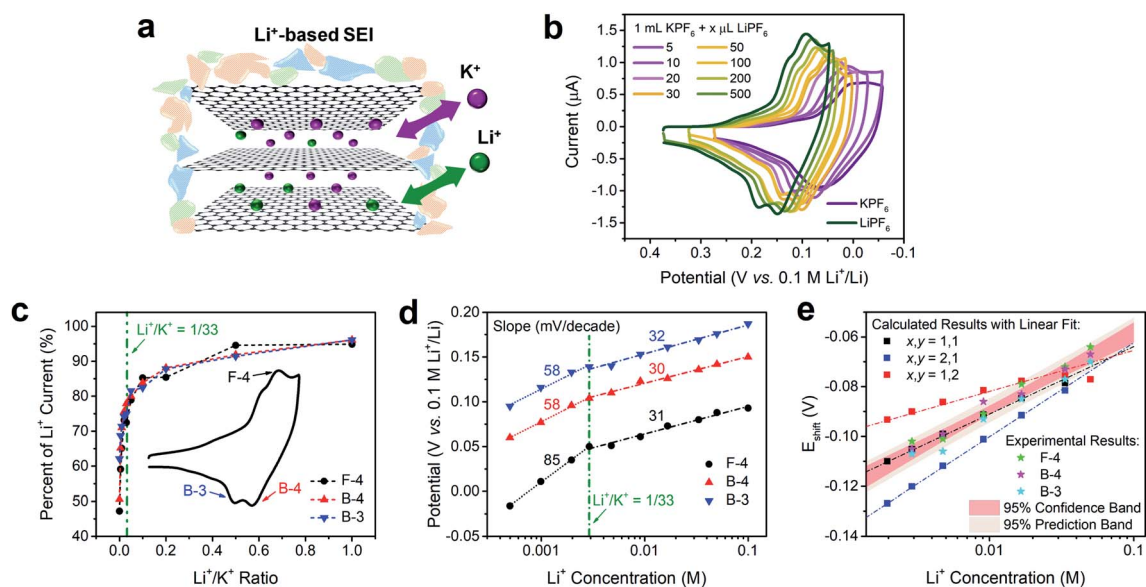 a
Li⁺-based SEI
K⁺
Li⁺
b
1 mL KPF₆ + x μL LiPF₆
5 50
10 100
20 200
30 500
KPF₆
LiPF₆
Current (μA)
1.5
1.0
0.5
0.0
-0.5
-1.0
-1.5
0.4 0.3 0.2 0.1 0.0 -0.1
Potential (V vs. 0.1 M Li⁺/Li)
c
Percent of Li⁺ Current (%)
100
90
80
70
60
50
40
Li⁺/K⁺ = 1/33
F-4
B-3
B-4
F-4
B-4
B-3
0.0 0.2 0.4 0.6 0.8 1.0
Li⁺/K⁺ Ratio
d
Potential (V vs. 0.1 M Li⁺/Li)
0.20
0.15
0.10
0.05
0.00
-0.05
Slope (mV/decade)
32
58
30
58
31
85
F-4
B-4
B-3
Li⁺/K⁺ = 1/33
0.001 0.01 0.1
Li⁺ Concentration (M)
e
E_shift (V)
-0.06
-0.08
-0.10
-0.12
-0.14
Calculated Results with Linear Fit:
x,y = 1,1
x,y = 2,1
x,y = 1,2
Experimental Results:
F-4
B-4
B-3
95% Confidence Band
95% Prediction Band
0.01 0.1
Li⁺ Concentration (M)